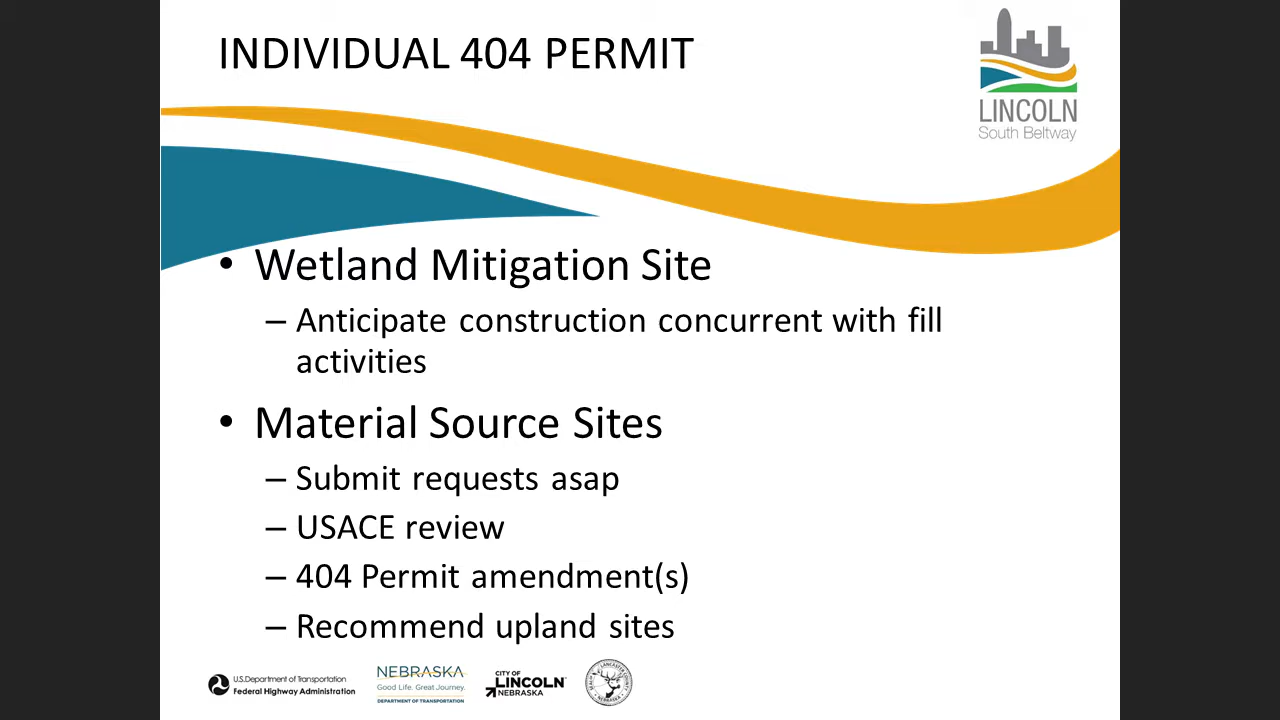 INDIVIDUAL 404 PERMIT
LINCOLN
South Beltway
• Wetland Mitigation Site
– Anticipate construction concurrent with fill
activities
• Material Source Sites
– Submit requests asap
– USACE review
– 404 Permit amendment(s)
– Recommend upland sites
U.S.Department of Transportation
Federal Highway Administration
NEBRASKA
Good Life. Great Journey.
DEPARTMENT OF TRANSPORTATION
CITY OF
LINCOLN
NEBRASKA